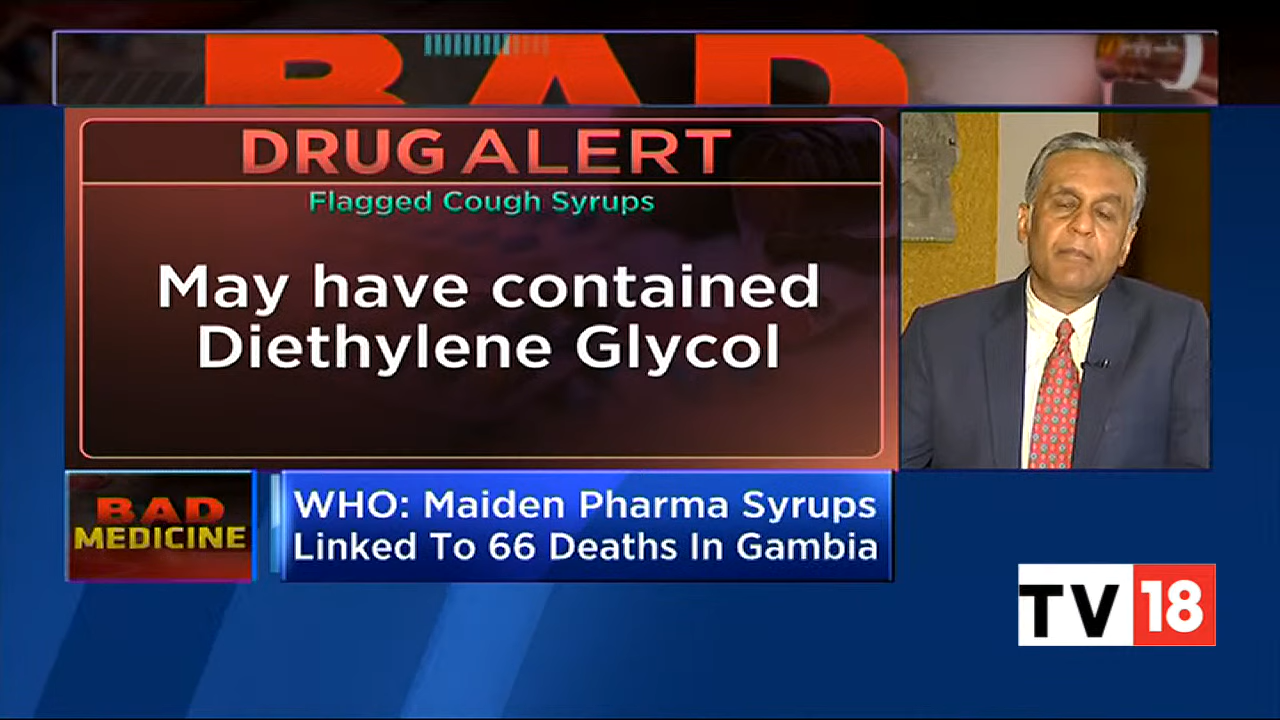 BAD
DRUG ALERT
Flagged Cough Syrups
May have contained
Diethylene Glycol
BAD
MEDICINE
WHO: Maiden Pharma Syrups
Linked To 66 Deaths In Gambia
TV18